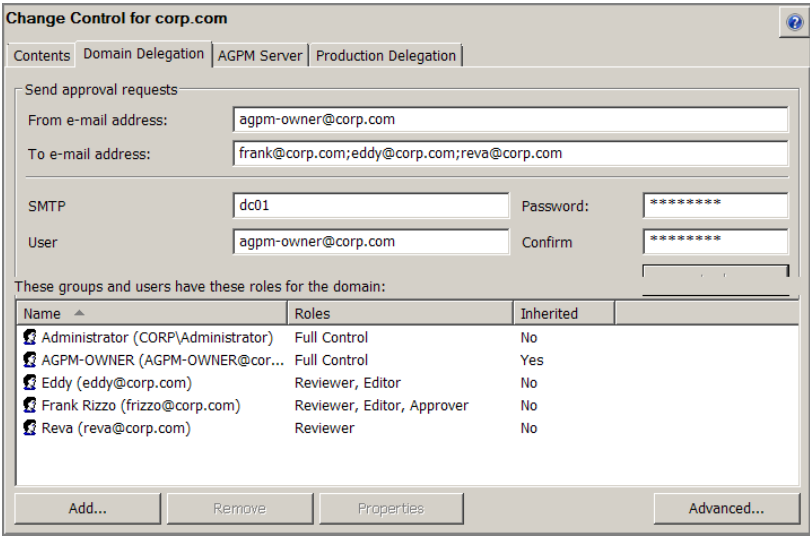 Change Control for corp.com
Contents Domain Delegation AGPM Server Production Delegation
Send approval requests
From e-mail address: agpm-owner@corp.com
To e-mail address: frank@corp.com;eddy@corp.com;reva@corp.com
SMTP dc01 Password: ********
User agpm-owner@corp.com Confirm ********
These groups and users have these roles for the domain:
Name Roles Inherited
Administrator (CORP\Administrator) Full Control No
AGPM-OWNER (AGPM-OWNER@cor... Full Control Yes
Eddy (eddy@corp.com) Reviewer, Editor No
Frank Rizzo (frizzo@corp.com) Reviewer, Editor, Approver No
Reva (reva@corp.com) Reviewer No
Add... Remove Properties Advanced...